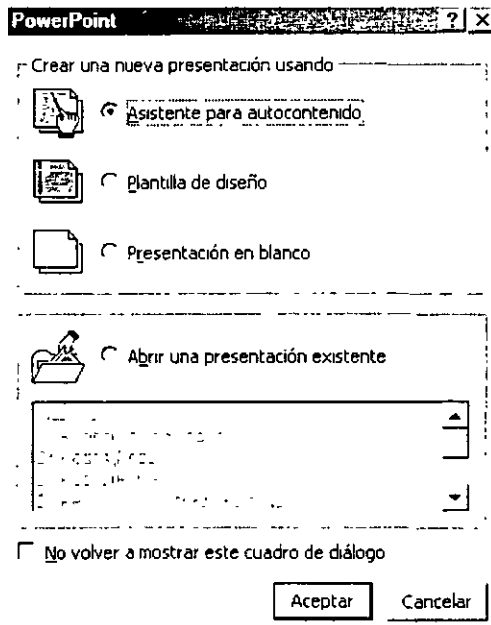 PowerPoint
Crear una nueva presentación usando
Asistente para autocontenido
Plantilla de diseño
Presentación en blanco
Abrir una presentación existente
No volver a mostrar este cuadro de diálogo
Aceptar Cancelar